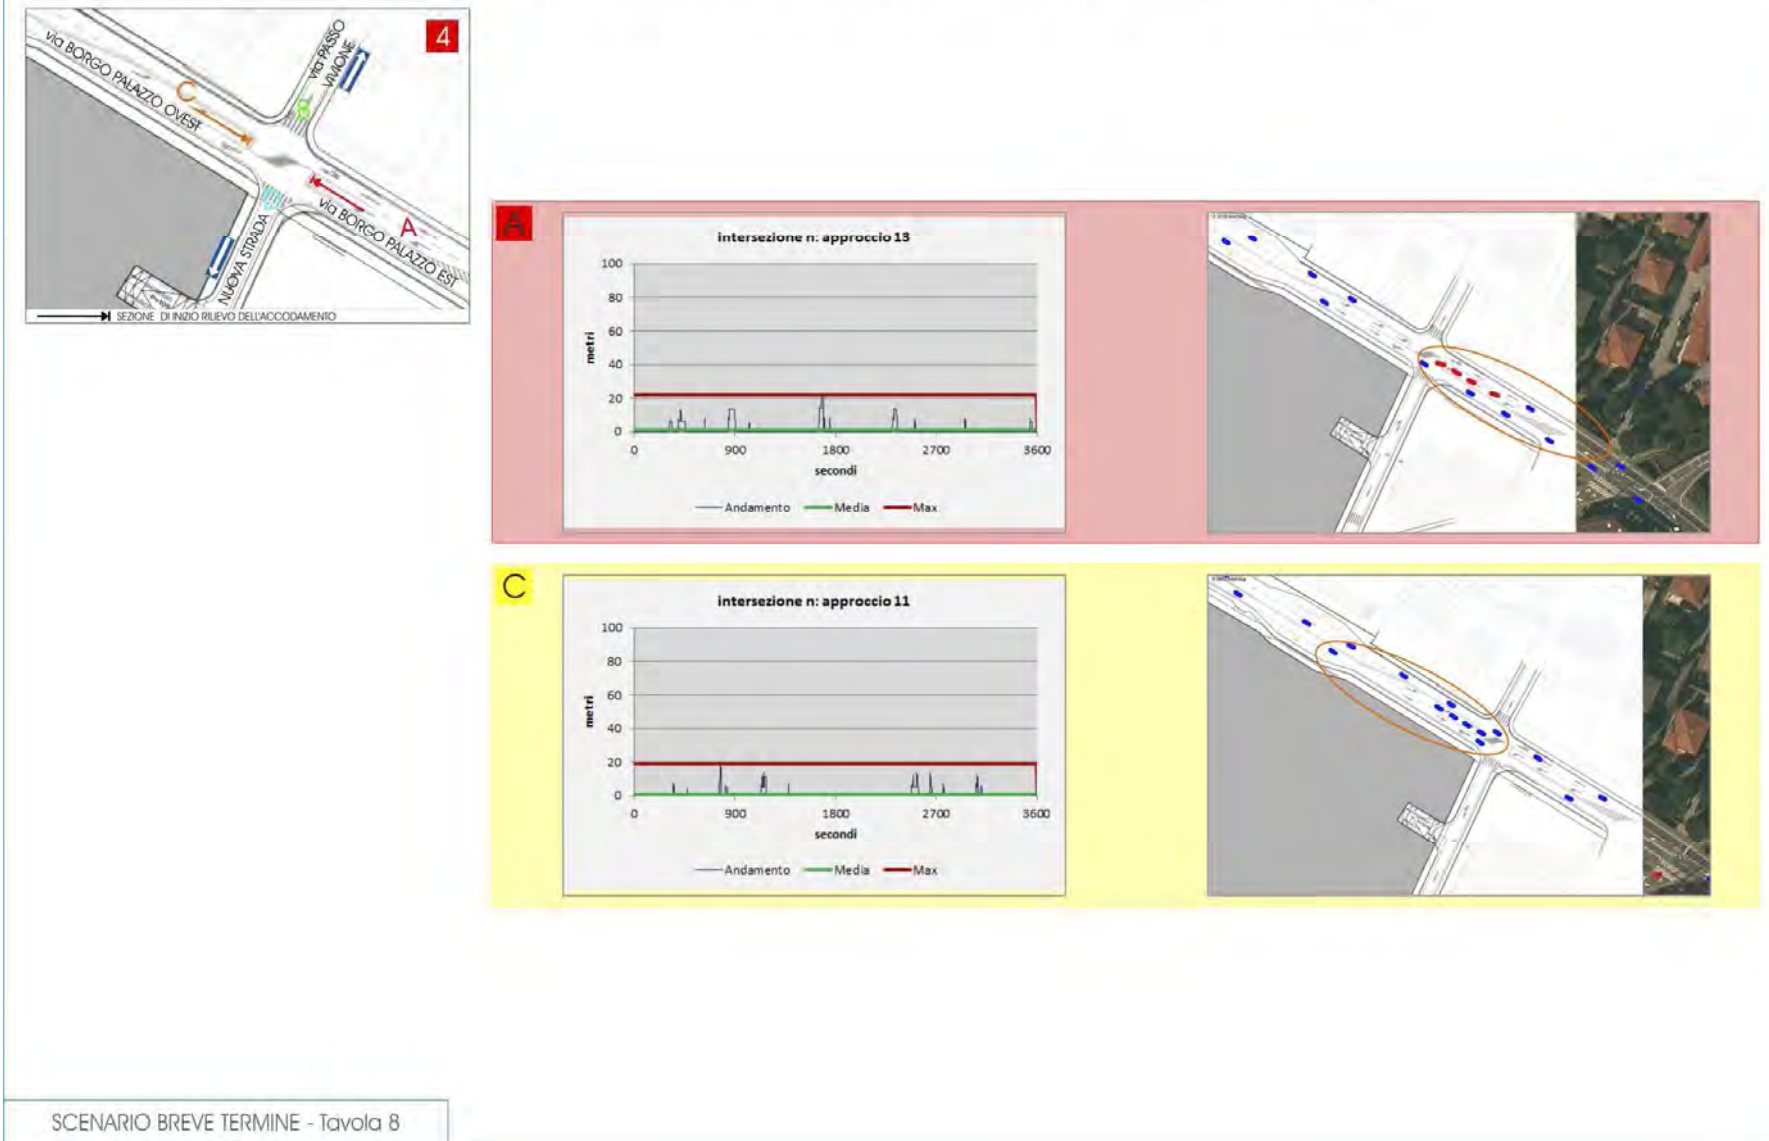 4
via BORGO PALAZZO OVEST
C
via PASSO
VIVIONE
B
via BORGO PALAZZO EST
A
NUOVA STRADA
SEZIONE DI INIZIO RILIEVO DELL'ACCODAMENTO
A
intersezione n: approccio 13
metri
100
80
60
40
20
0
0 900 1800 2700 3600
secondi
Andamento Media Max
C
intersezione n: approccio 11
metri
100
80
60
40
20
0
0 900 1800 2700 3600
secondi
Andamento Media Max
SCENARIO BREVE TERMINE - Tavola 8